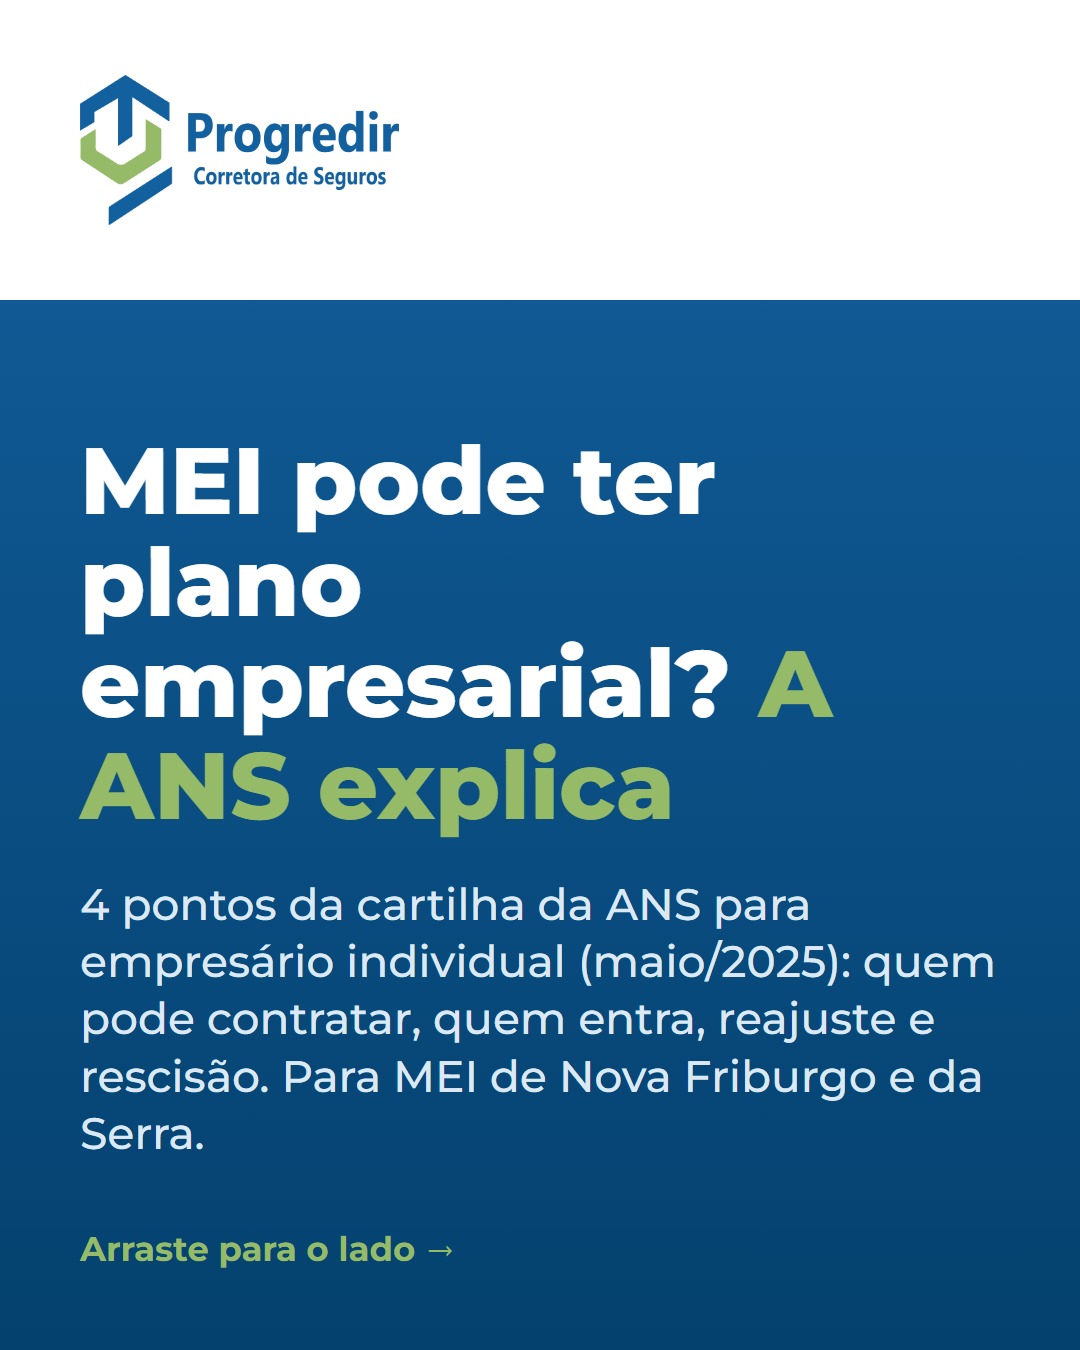 Progredir
Corretora de Seguros
MEI pode ter
plano
empresarial? A
ANS explica
4 pontos da cartilha da ANS para
empresário individual (maio/2025): quem
pode contratar, quem entra, reajuste e
rescisão. Para MEI de Nova Friburgo e da
Serra.
Arraste para o lado →